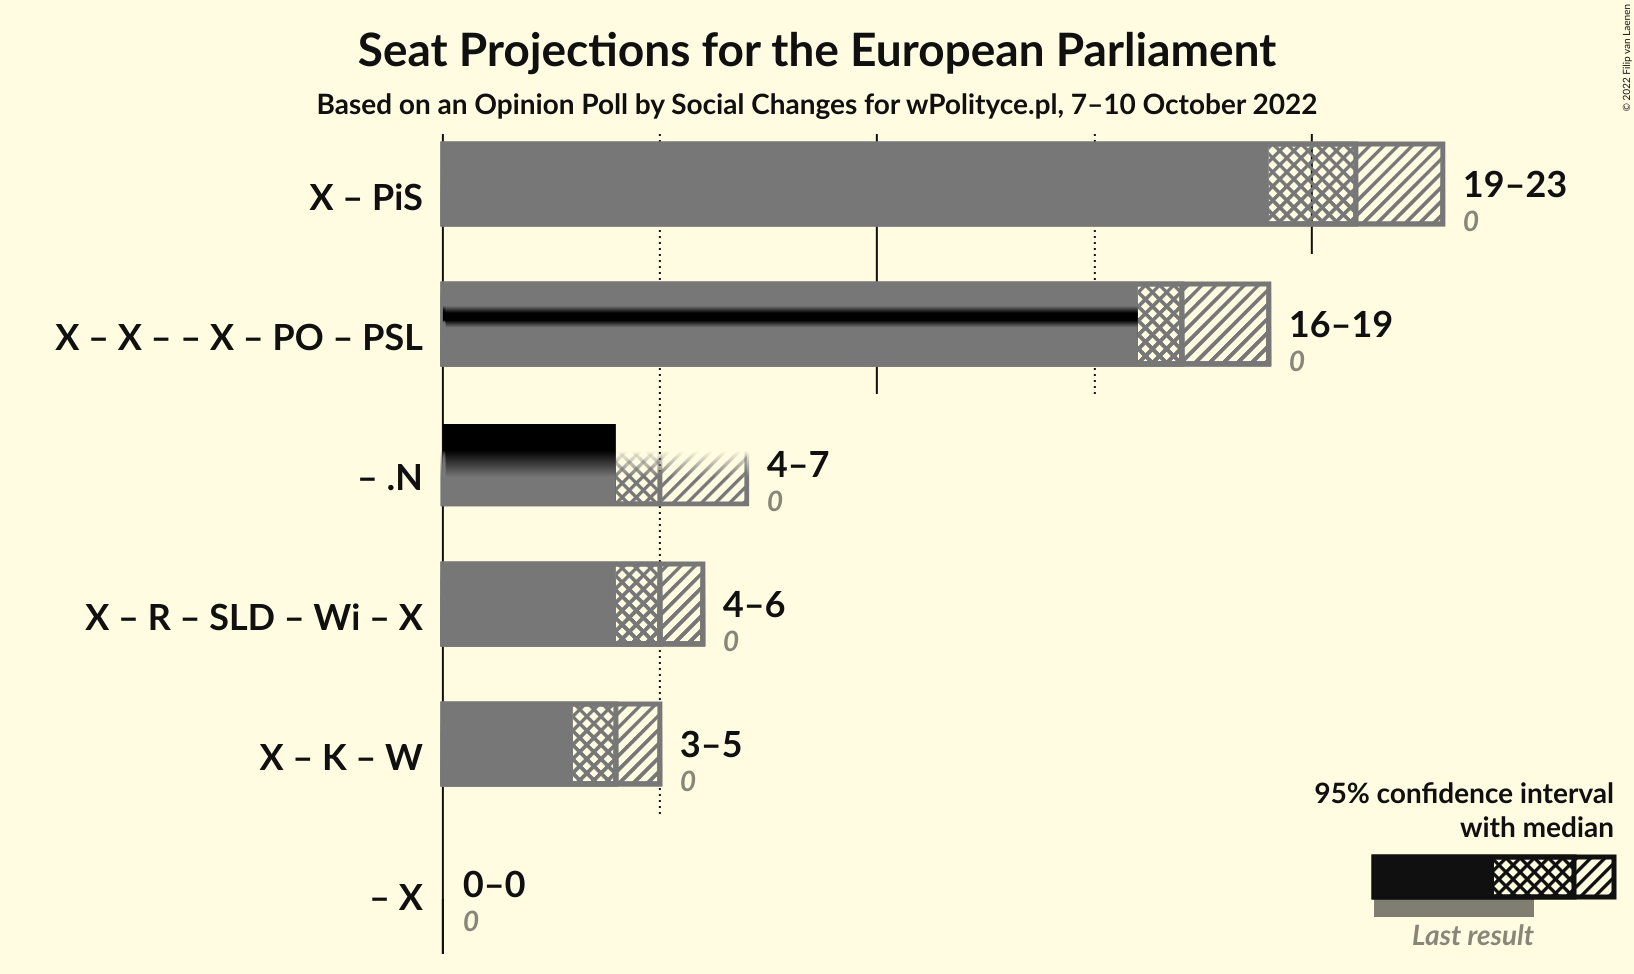 Seat Projections for the European Parliament
Based on an Opinion Poll by Social Changes for wPolityce.pl, 7–10 October 2022
© 2022 Filip van Laenen
X – PiS
19–23
0
X – X – – X – PO – PSL
16–19
0
– .N
4–7
0
X – R – SLD – Wi – X
4–6
0
X – K – W
3–5
0
– X
0–0
0
95% confidence interval
with median
Last result